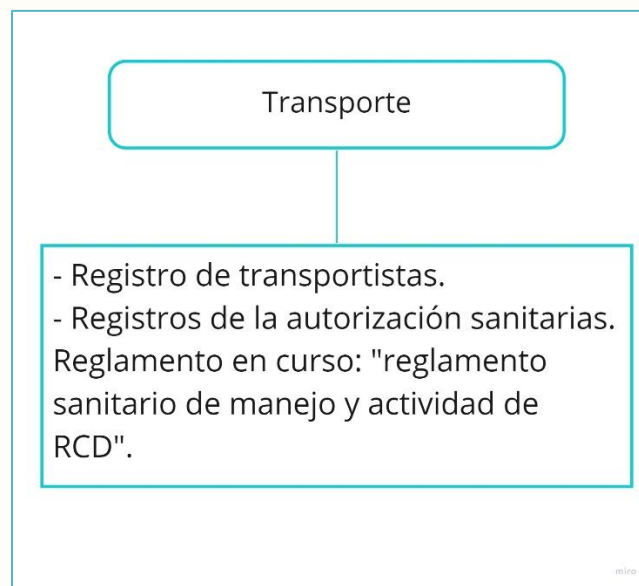 Transporte
- Registro de transportistas.
- Registros de la autorización sanitarias.
Reglamento en curso: "reglamento
sanitario de manejo y actividad de
RCD".
miro